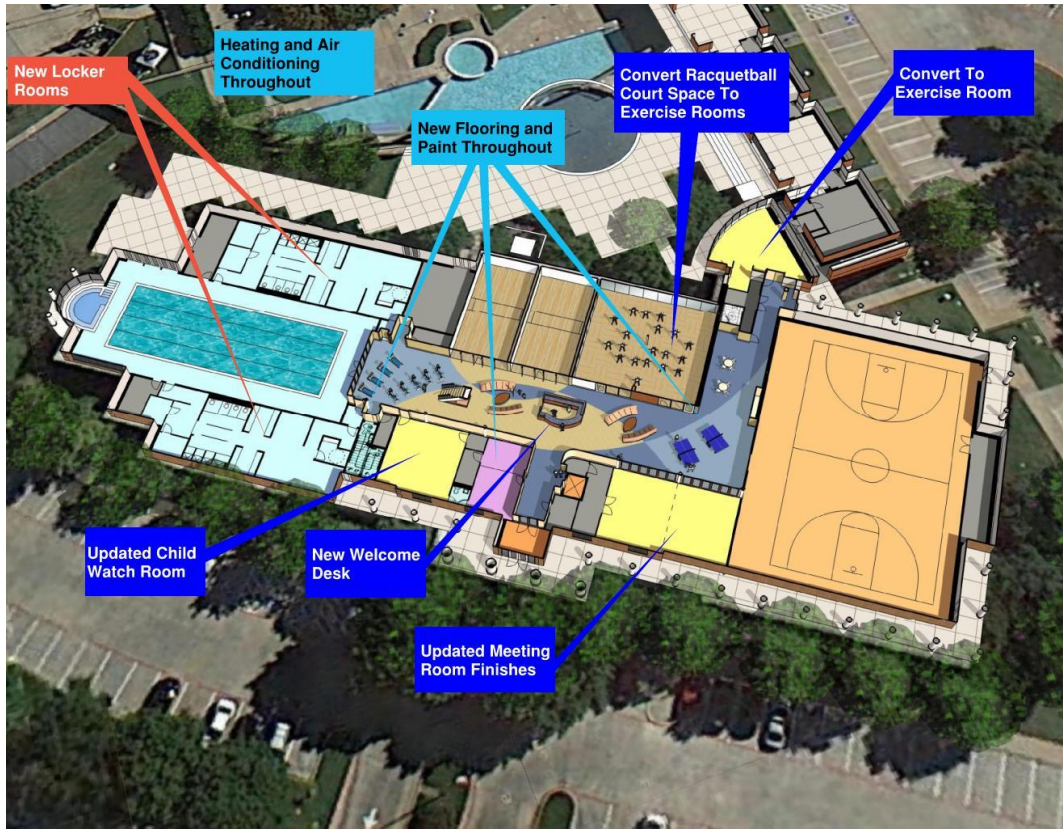 New Locker
Rooms
Heating and Air
Conditioning
Throughout
New Flooring and
Paint Throughout
Convert Racquetball
Court Space To
Exercise Rooms
Convert To
Exercise Room
Updated Child
Watch Room
New Welcome
Desk
Updated Meeting
Room Finishes